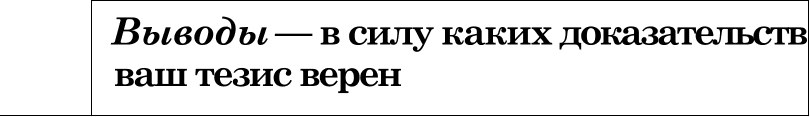 Выводы — в силу каких доказательств
ваш тезис верен